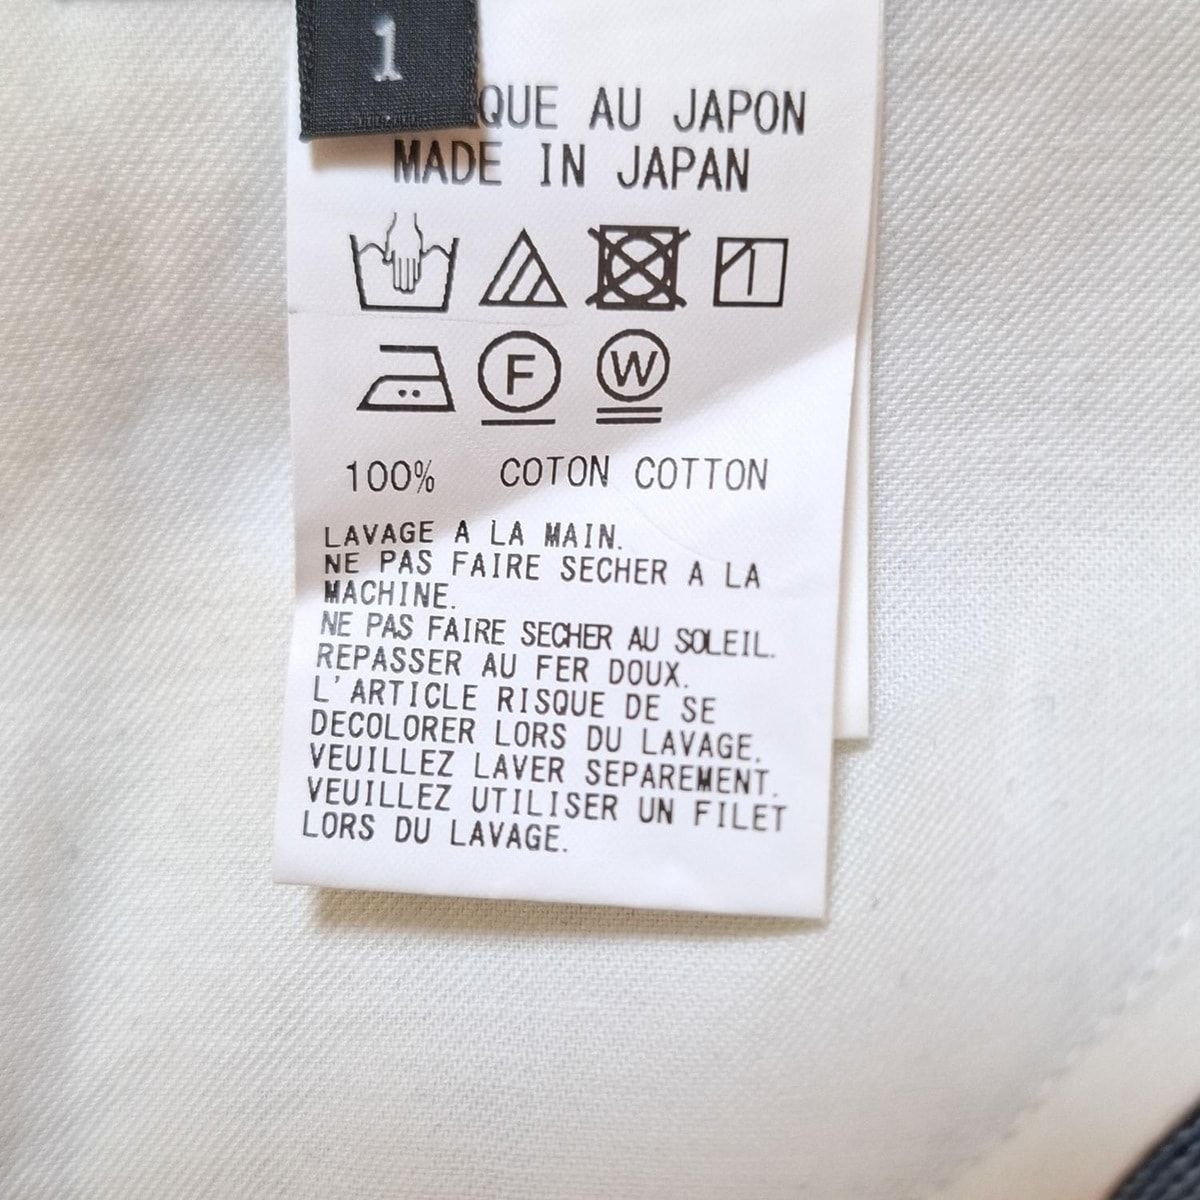 1
QUE AU JAPON
MADE IN JAPAN
F W
100% COTON COTTON
LAVAGE A LA MAIN.
NE PAS FAIRE SECHER A LA
MACHINE.
NE PAS FAIRE SECHER AU SOLEIL.
REPASSER AU FER DOUX.
L'ARTICLE RISQUE DE SE
DECOLORER LORS DU LAVAGE.
VEUILLEZ LAVER SEPAREMENT.
VEUILLEZ UTILISER UN FILET
LORS DU LAVAGE.